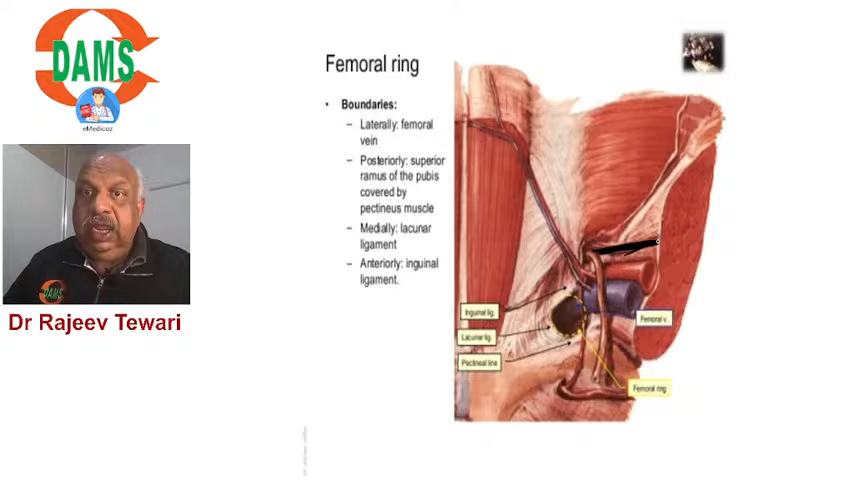 DAMS
eMedicoz
DAMS
Dr Rajeev Tewari
Femoral ring
• Boundaries:
– Laterally: femoral
vein
– Posteriorly: superior
ramus of the pubis
covered by
pectineus muscle
– Medially: lacunar
ligament
– Anteriorly: inguinal
ligament.
Inguinal lig.
Lacunar lig.
Pectineal line
Femoral v.
Femoral ring